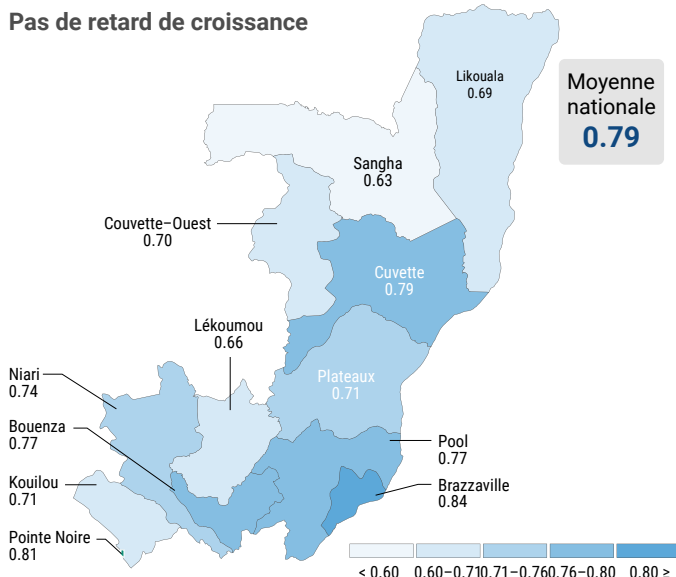 Pas de retard de croissance
Likouala
0.69
Moyenne
nationale
0.79
Sangha
0.63
Couvette–Ouest
0.70
Cuvette
0.79
Lékoumou
0.66
Niari
0.74
Plateaux
0.71
Bouenza
0.77
Pool
0.77
Kouilou
0.71
Brazzaville
0.84
Pointe Noire
0.81
< 0.60 0.60–0.71 0.71–0.76 0.76–0.80 0.80 ≥